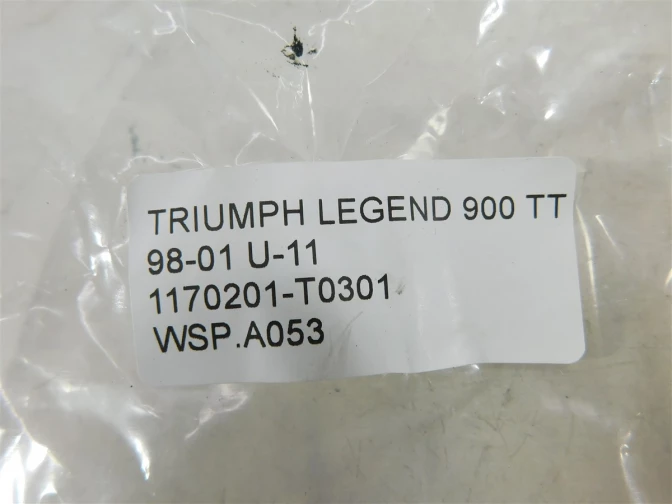 TRIUMPH LEGEND 900 TT
98-01 U-11
1170201-T0301
WSP.A053